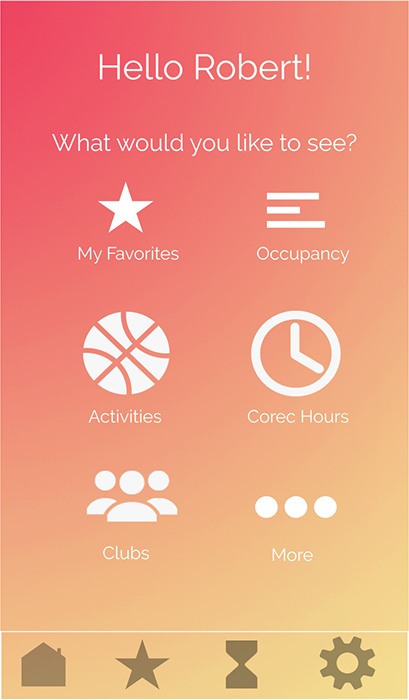 Hello Robert!
What would you like to see?
My Favorites
Occupancy
Activities
Corec Hours
Clubs
More